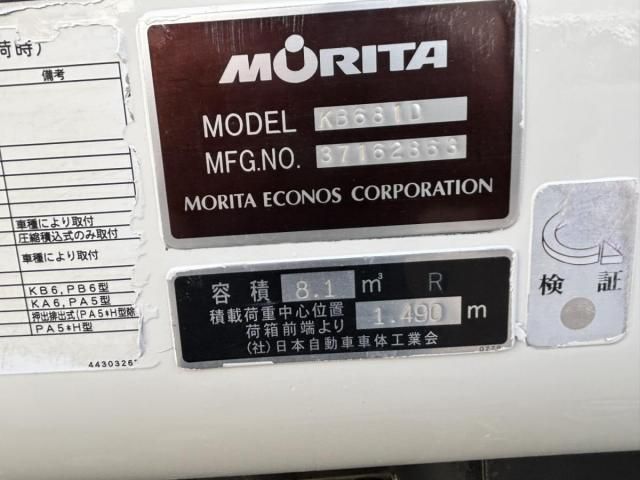 荷時)
備考
車種により取付
圧縮積込式のみ取付
車種により取付
KB6,PB6型
KA6,PA5型
押出排出式(PA5*H型除
PA5*H型
4430326
MORITA
MODEL KB681D
MFG.NO.
MORITA ECONOS CORPORATION
容積 8.1 m³ R
積載荷重中心位置
荷箱前端より 1.490 m
(社)日本自動車車体工業会
検証